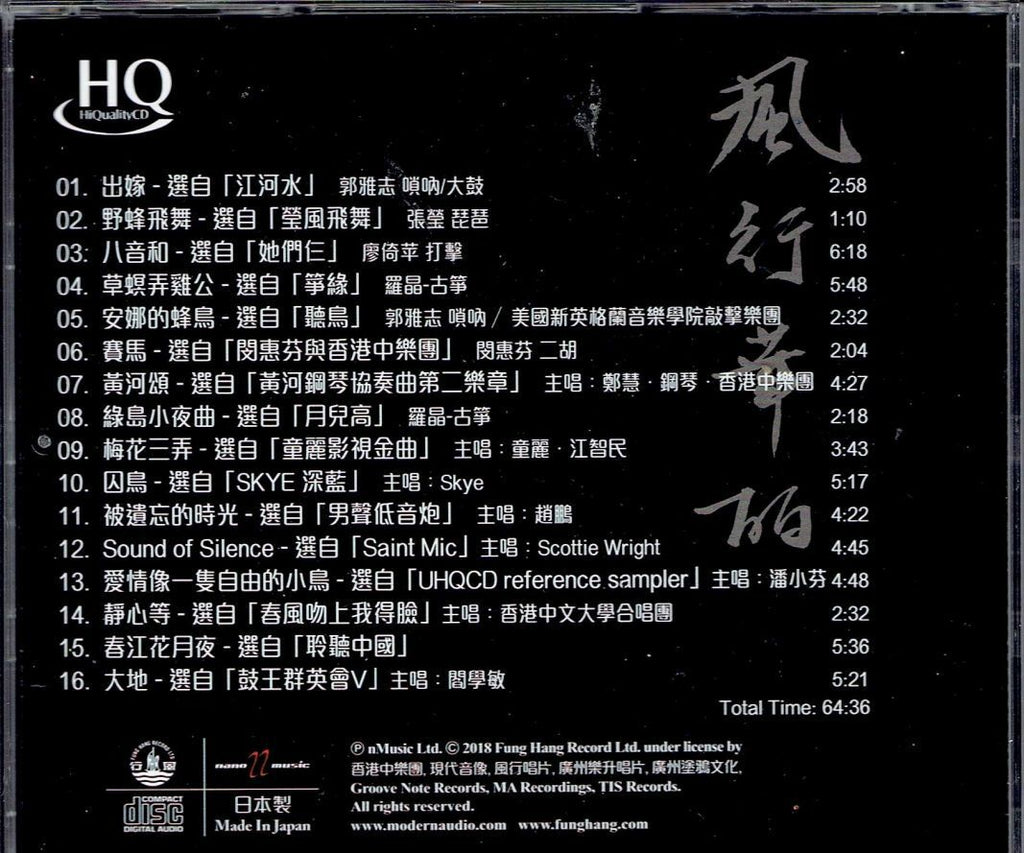 HQ
HiQualityCD
風行華韵
01. 出嫁 - 選自「江河水」 郭雅志 嗩吶/大鼓 2:58
02. 野蜂飛舞 - 選自「瑩風飛舞」 張瑩 琵琶 1:10
03. 八音和 - 選自「她們仨」 廖倚苹 打擊 6:18
04. 草螟弄雞公 - 選自「箏緣」 羅晶-古箏 5:48
05. 安娜的蜂鳥 - 選自「聽鳥」 郭雅志 嗩吶 / 美國新英格蘭音樂學院敲擊樂團 2:32
06. 賽馬 - 選自「閔惠芬與香港中樂團」 閔惠芬 二胡 2:04
07. 黃河頌 - 選自「黃河鋼琴協奏曲第二樂章」 主唱：鄭慧·鋼琴·香港中樂團 4:27
08. 綠島小夜曲 - 選自「月兒高」 羅晶-古箏 2:18
09. 梅花三弄 - 選自「童麗影視金曲」 主唱：童麗·江智民 3:43
10. 囚鳥 - 選自「SKYE 深藍」 主唱：Skye 5:17
11. 被遺忘的時光 - 選自「男聲低音炮」 主唱：趙鵬 4:22
12. Sound of Silence - 選自「Saint Mic」主唱：Scottie Wright 4:45
13. 愛情像一隻自由的小鳥 - 選自「UHQCD reference sampler」主唱：潘小芬 4:48
14. 靜心等 - 選自「春風吻上我得臉」主唱：香港中文大學合唱團 2:32
15. 春江花月夜 - 選自「聆聽中國」 5:36
16. 大地 - 選自「鼓王群英會V」主唱：閻學敏 5:21
Total Time: 64:36
FUNG HANG RECORD LTD
風行
nano n music
COMPACT
disc
DIGITAL AUDIO
日本製
Made In Japan
Ⓟ nMusic Ltd. © 2018 Fung Hang Record Ltd. under license by
香港中樂團, 現代音像, 風行唱片, 廣州樂升唱片, 廣州塗鴉文化,
Groove Note Records, MA Recordings, TIS Records.
All rights reserved.
www.modernaudio.com www.funghang.com